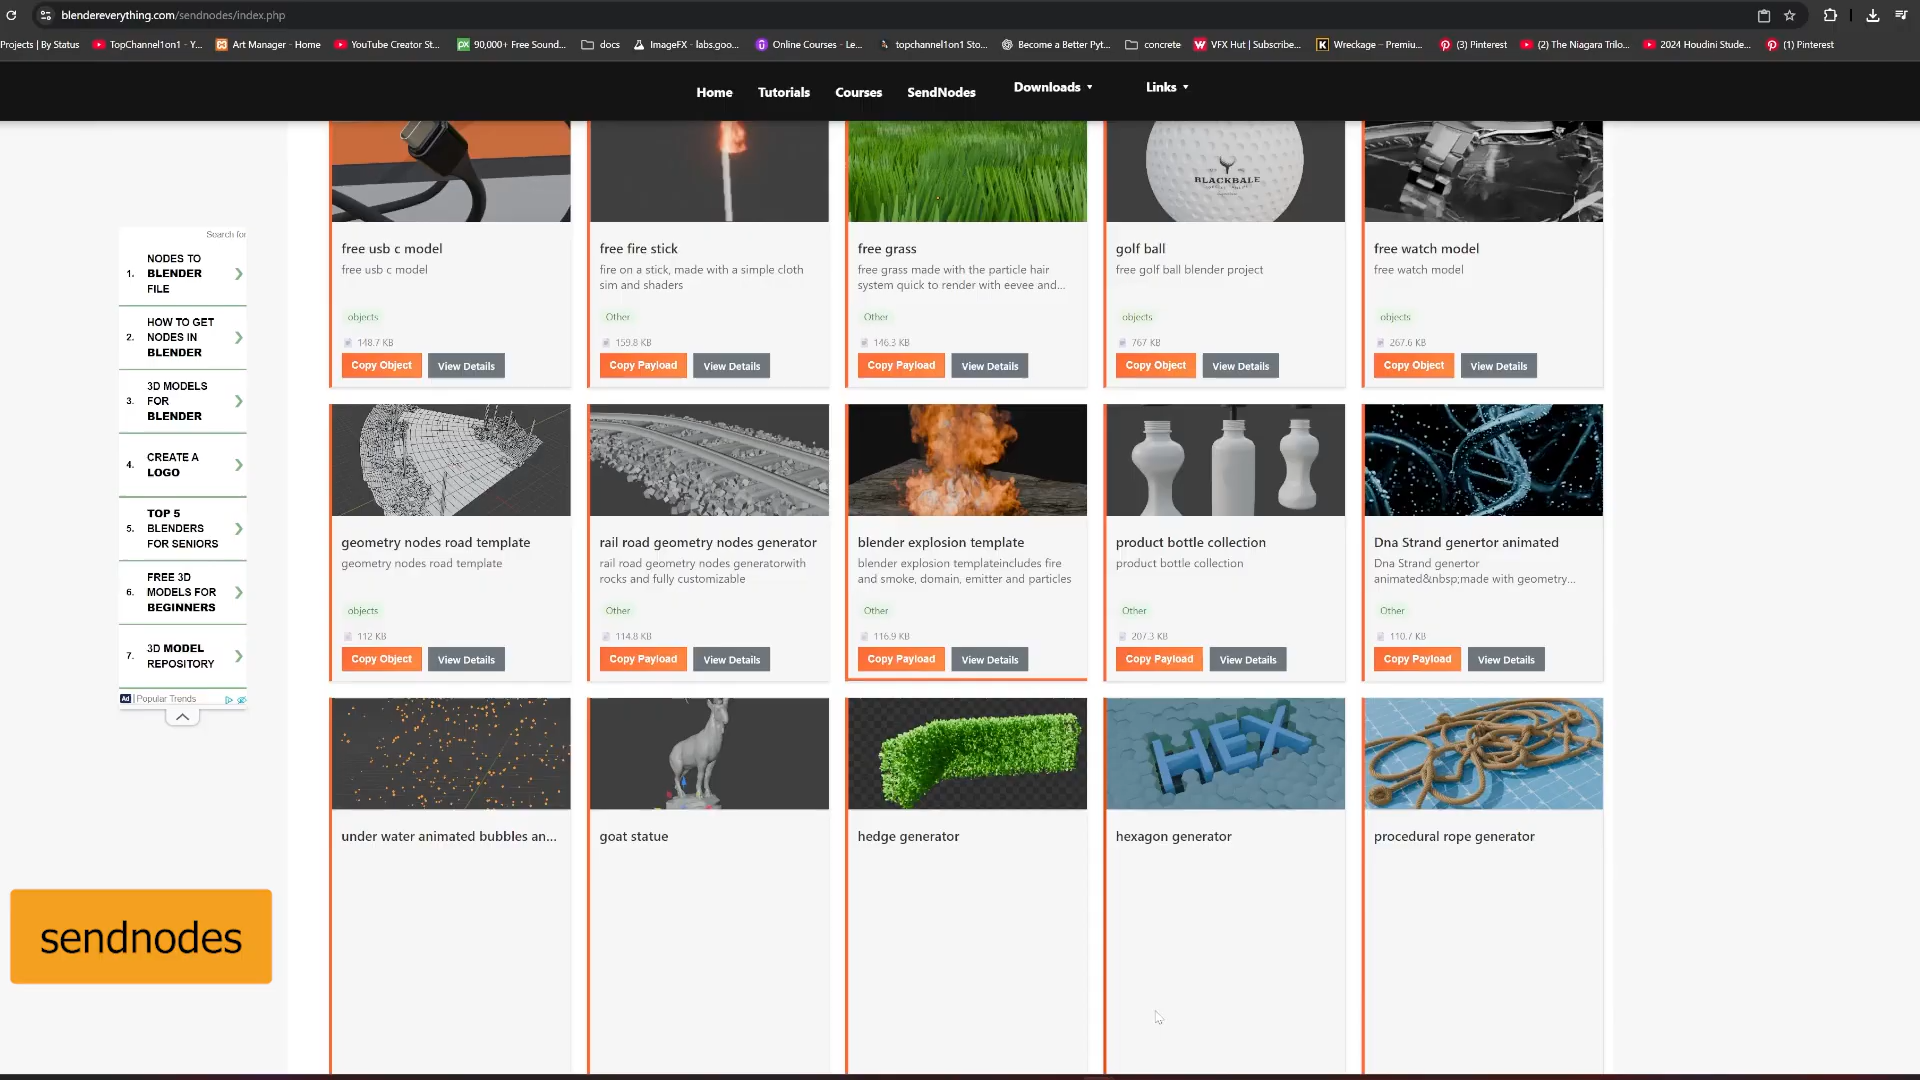 blendereverything.com/sendnodes/index.php
Projects | By Status
TopChannel1on1 - Y...
Art Manager - Home
YouTube Creator St...
90,000+ Free Sound...
docs
ImageFX - labs.goo...
Online Courses - Le...
topchannel1on1 Sto...
Become a Better Pyt...
concrete
VFX Hut | Subscribe...
Wreckage – Premiu...
(3) Pinterest
(2) The Niagara Trilo...
2024 Houdini Stude...
(1) Pinterest
Home
Tutorials
Courses
SendNodes
Downloads
Links
Search for
1. NODES TO
BLENDER
FILE
2. HOW TO GET
NODES IN
BLENDER
3. 3D MODELS
FOR
BLENDER
4. CREATE A
LOGO
5. TOP 5
BLENDERS
FOR SENIORS
6. FREE 3D
MODELS FOR
BEGINNERS
7. 3D MODEL
REPOSITORY
Ad | Popular Trends
sendnodes
free usb c model
free usb c model
objects
148.7 KB
Copy Object
View Details
free fire stick
fire on a stick, made with a simple cloth
sim and shaders
Other
159.8 KB
Copy Payload
View Details
free grass
free grass made with the particle hair
system quick to render with eevee and...
Other
146.3 KB
Copy Payload
View Details
BLACKBALE
golf ball
free golf ball blender project
objects
767 KB
Copy Object
View Details
free watch model
free watch model
objects
267.6 KB
Copy Object
View Details
geometry nodes road template
geometry nodes road template
objects
112 KB
Copy Object
View Details
rail road geometry nodes generator
rail road geometry nodes generatorwith
rocks and fully customizable
Other
114.8 KB
Copy Payload
View Details
blender explosion template
blender explosion templateincludes fire
and smoke, domain, emitter and particles
Other
116.9 KB
Copy Payload
View Details
product bottle collection
product bottle collection
Other
207.3 KB
Copy Payload
View Details
Dna Strand genertor animated
Dna Strand genertor
animated&nbsp;made with geometry...
Other
110.7 KB
Copy Payload
View Details
under water animated bubbles an...
goat statue
hedge generator
HEX
hexagon generator
procedural rope generator